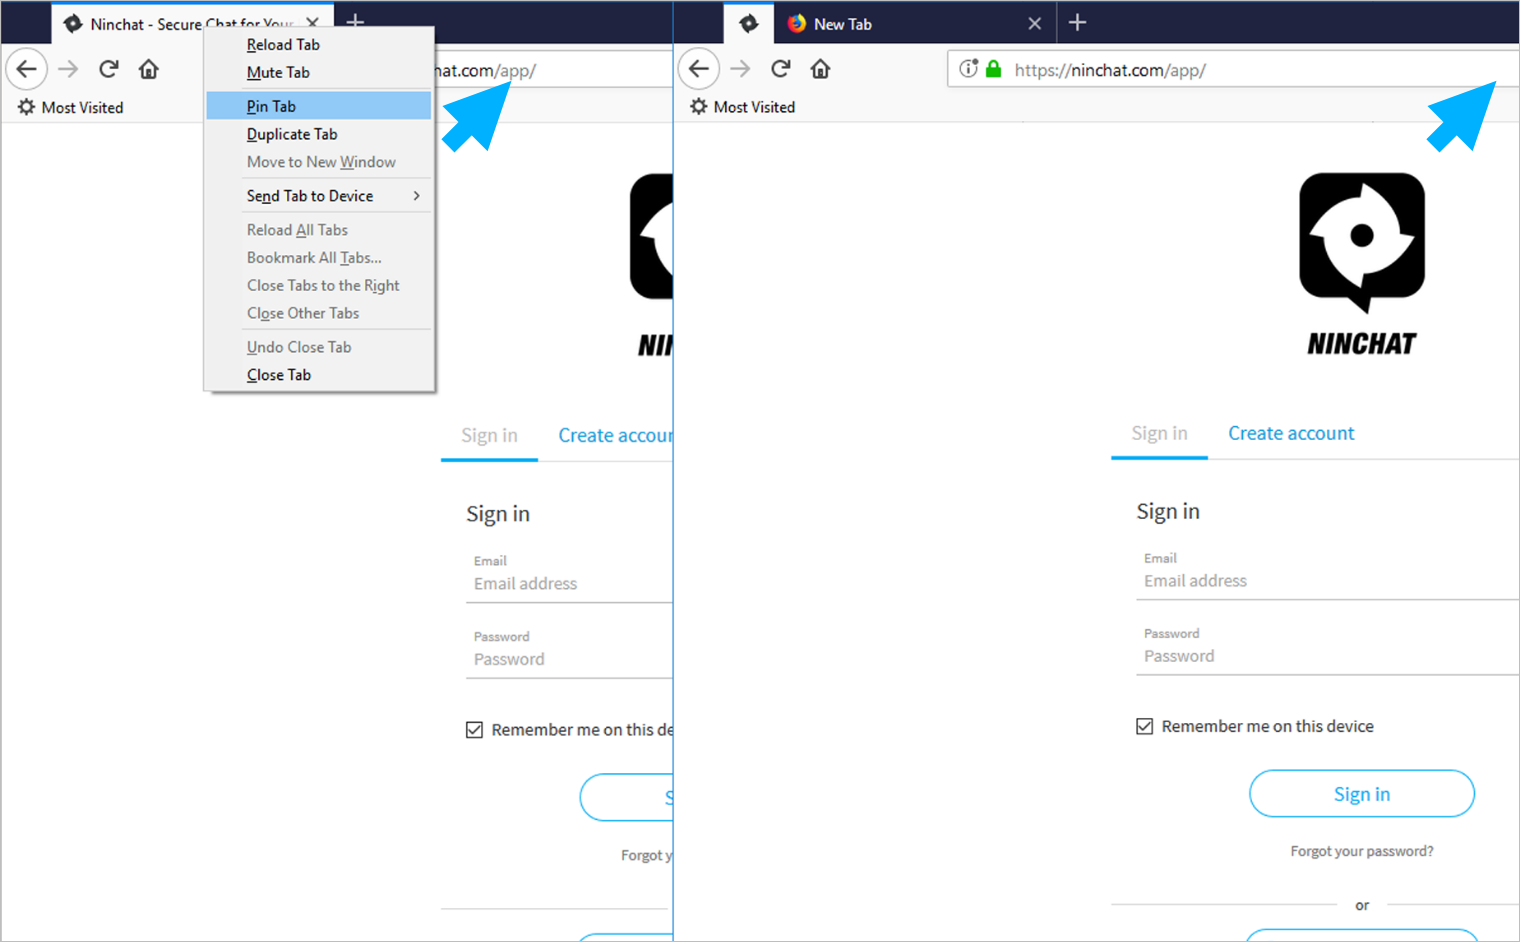 Ninchat - Secure Chat for Your
Reload Tab
Mute Tab
Pin Tab
Duplicate Tab
Move to New Window
Send Tab to Device
Reload All Tabs
Bookmark All Tabs...
Close Tabs to the Right
Close Other Tabs
Undo Close Tab
Close Tab
hat.com/app/
Most Visited
NIN
Sign in Create accour
Sign in
Email
Email address
Password
Password
Remember me on this de
S
Forgot y
New Tab
https://ninchat.com/app/
Most Visited
NINCHAT
Sign in Create account
Sign in
Email
Email address
Password
Password
Remember me on this device
Sign in
Forgot your password?
or